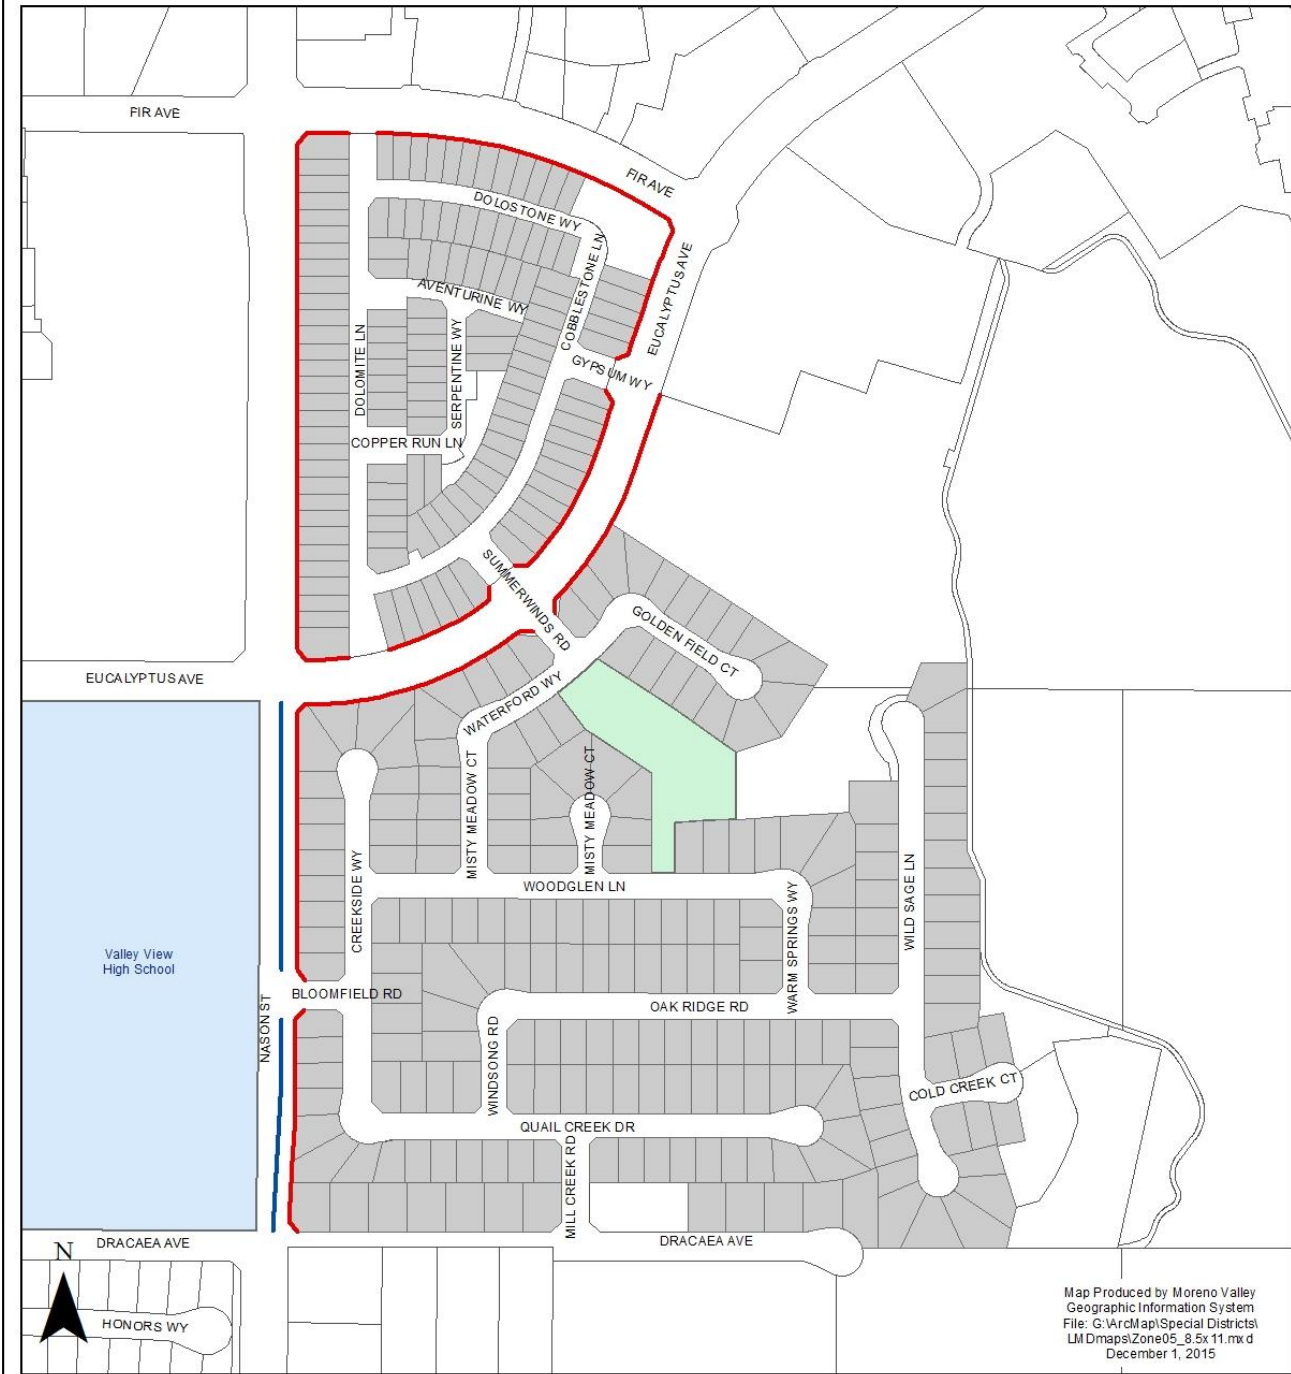 FIR AVE
FIR AVE
DOLOSTONE WY
COBBLESTONE LN
EUCALYPTUS AVE
AVENTURINE WY
DOLOMITE LN
SERPENTINE WY
GYPSUM WY
COPPER RUN LN
SUMMERWINDS RD
GOLDEN FIELD CT
EUCALYPTUS AVE
WATERFORD WY
MISTY MEADOW CT
MISTY MEADOW CT
CREEKSIDE WY
WOODGLEN LN
WARM SPRINGS WY
WILD SAGE LN
Valley View
High School
NASON ST
BLOOMFIELD RD
OAK RIDGE RD
WINDSONG RD
COLD CREEK CT
QUAIL CREEK DR
MILL CREEK RD
DRACAEA AVE
DRACAEA AVE
N
HONORS WY
Map Produced by Moreno Valley
Geographic Information System
File: G:\ArcMap\Special Districts\
LMDmaps\Zone05_8.5x11.mxd
December 1, 2015